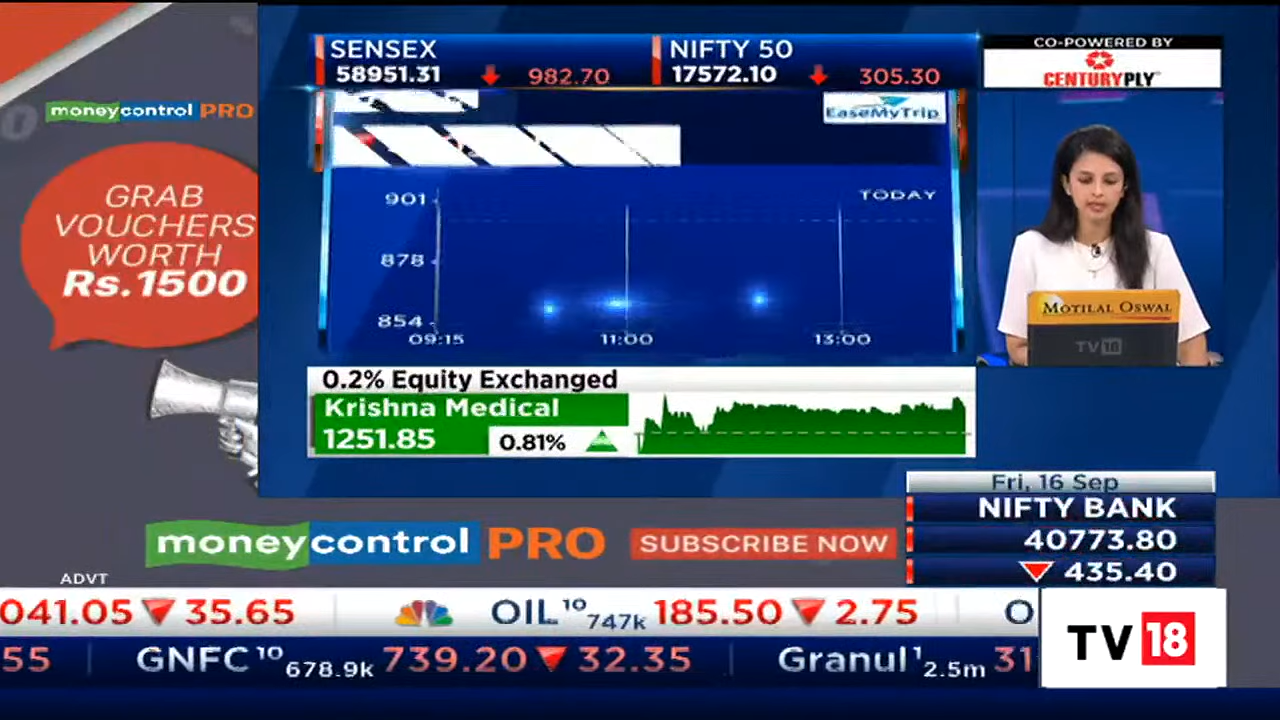 SENSEX
58951.31 982.70
NIFTY 50
17572.10 305.30
CO-POWERED BY
CENTURYPLY
moneycontrol PRO
EaseMyTrip
GRAB
VOUCHERS
WORTH
Rs.1500
TODAY
901
878
854
09:15 11:00 13:00
MOTILAL OSWAL
TV18
0.2% Equity Exchanged
Krishna Medical
1251.85 0.81%
Fri, 16 Sep
NIFTY BANK
40773.80
435.40
moneycontrol PRO SUBSCRIBE NOW
ADVT
041.05 35.65 OIL 10 747k 185.50 2.75 O
55 GNFC 10 678.9k 739.20 32.35 Granul 1 2.5m 31
TV18